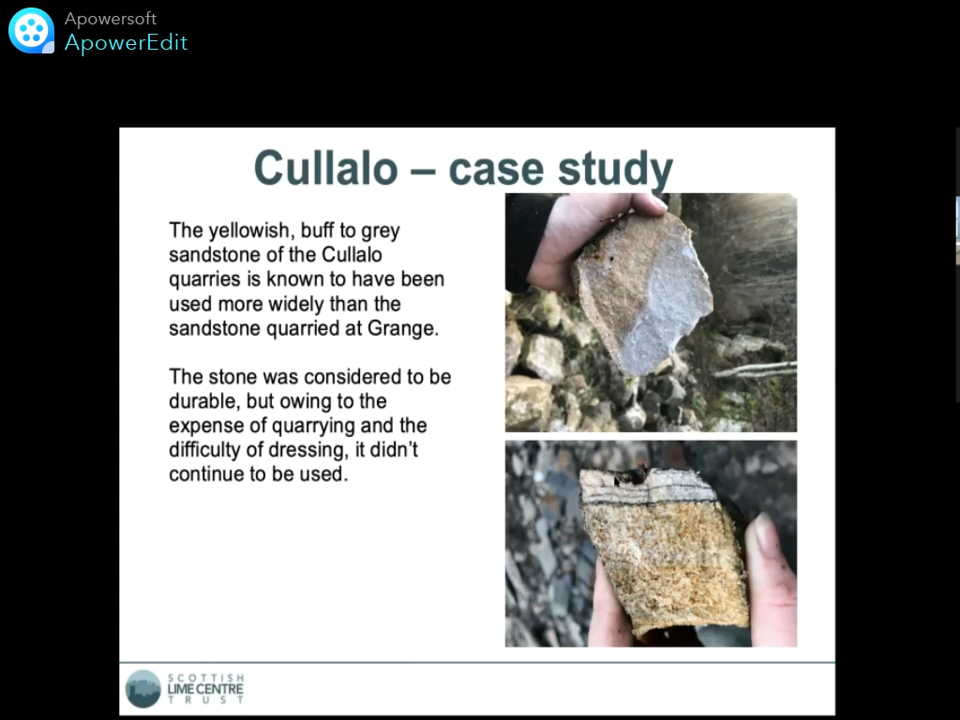 Apowersoft
ApowerEdit
Cullalo – case study
The yellowish, buff to grey
sandstone of the Cullalo
quarries is known to have been
used more widely than the
sandstone quarried at Grange.
The stone was considered to be
durable, but owing to the
expense of quarrying and the
difficulty of dressing, it didn’t
continue to be used.
SCOTTISH
LIME CENTRE
TRUST